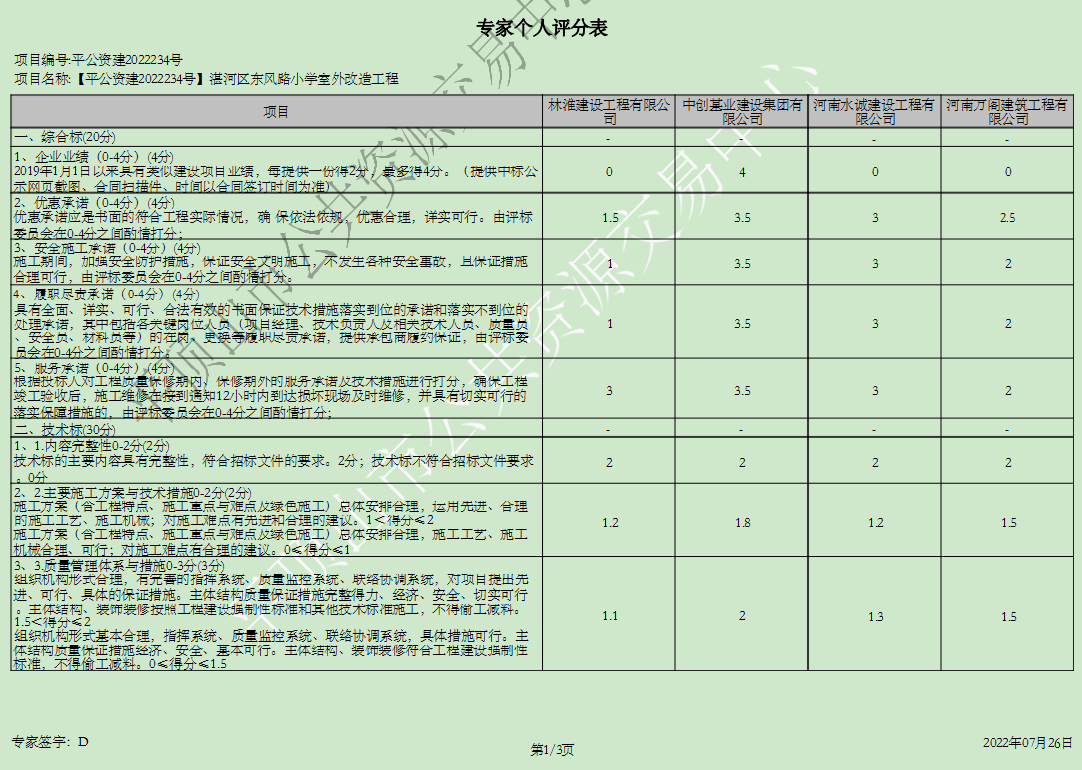 专家个人评分表
项目编号:平公资建2022234号
项目名称:【平公资建2022234号】湛河区东风路小学室外改造工程
项目
林淮建设工程有限公
司
中创基业建设集团有
限公司
河南水诚建设工程有
限公司
河南万阁建筑工程有
限公司
一、综合标(20分)
-
-
-
-
1、企业业绩（0-4分）(4分)
2019年1月1日以来具有类似建设项目业绩，每提供一份得2分，最多得4分。（提供中标公
示网页截图、合同扫描件、时间以合同签订时间为准）
0
4
0
0
2、优惠承诺（0-4分）(4分)
优惠承诺应是书面的符合工程实际情况，确 保依法依规，优惠合理，详实可行。由评标
委员会在0-4分之间酌情打分；
1.5
3.5
3
2.5
3、安全施工承诺（0-4分）(4分)
施工期间，加强安全防护措施，保证安全文明施工，不发生各种安全事故，且保证措施
合理可行，由评标委员会在0-4分之间酌情打分。
1
3.5
3
2
4、履职尽责承诺（0-4分）(4分)
具有全面、详实、可行、合法有效的书面保证技术措施落实到位的承诺和落实不到位的
处理承诺，其中包括各关键岗位人员（项目经理、技术负责人及相关技术人员、质量员
、安全员、材料员等）的在岗、更换等履职尽责承诺，提供承包商履约保证，由评标委
员会在0-4分之间酌情打分。
1
3.5
3
2
5、服务承诺（0-4分）(4分)
根据投标人对工程质量保修期内、保修期外的服务承诺及技术措施进行打分，确保工程
竣工验收后，施工维修在接到通知12小时内到达损坏现场及时维修，并具有切实可行的
落实保障措施的，由评标委员会在0-4分之间酌情打分；
3
3.5
3
2
二、技术标(30分)
-
-
-
-
1、1.内容完整性0-2分(2分)
技术标的主要内容具有完整性，符合招标文件的要求。2分；技术标不符合招标文件要求
。0分
2
2
2
2
2、2.主要施工方案与技术措施0-2分(2分)
施工方案（含工程特点、施工重点与难点及绿色施工）总体安排合理，运用先进、合理
的施工工艺、施工机械；对施工难点有先进和合理的建议。1＜得分≤2
施工方案（含工程特点、施工重点与难点及绿色施工）总体安排合理，施工工艺、施工
机械合理、可行；对施工难点有合理的建议。0≤得分≤1
1.2
1.8
1.2
1.5
3、3.质量管理体系与措施0-3分(3分)
组织机构形式合理，有完善的指挥系统、质量监控系统、联络协调系统，对项目提出先
进、可行、具体的保证措施。主体结构质量保证措施完整得力、经济、安全、切实可行
。主体结构、装饰装修按照工程建设强制性标准和其他技术标准施工，不得偷工减料。
1.5＜得分≤2
组织机构形式基本合理，指挥系统、质量监控系统、联络协调系统，具体措施可行。主
体结构质量保证措施经济、安全、基本可行。主体结构、装饰装修符合工程建设强制性
标准，不得偷工减料。0≤得分≤1.5
1.1
2
1.3
1.5
专家签字：D
第1/3页
2022年07月26日
平顶山市公共资源交易中心
平顶山市公共资源交易中心